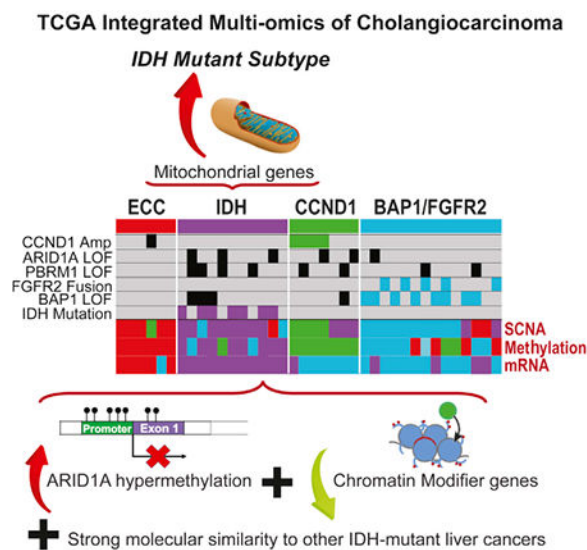 TCGA Integrated Multi-omics of Cholangiocarcinoma
IDH Mutant Subtype
Mitochondrial genes
ECC IDH CCND1 BAP1/FGFR2
CCND1 Amp
ARID1A LOF
PBRM1 LOF
FGFR2 Fusion
BAP1 LOF
IDH Mutation
SCNA
Methylation
mRNA
Promoter Exon 1
ARID1A hypermethylation + Chromatin Modifier genes
+ Strong molecular similarity to other IDH-mutant liver cancers